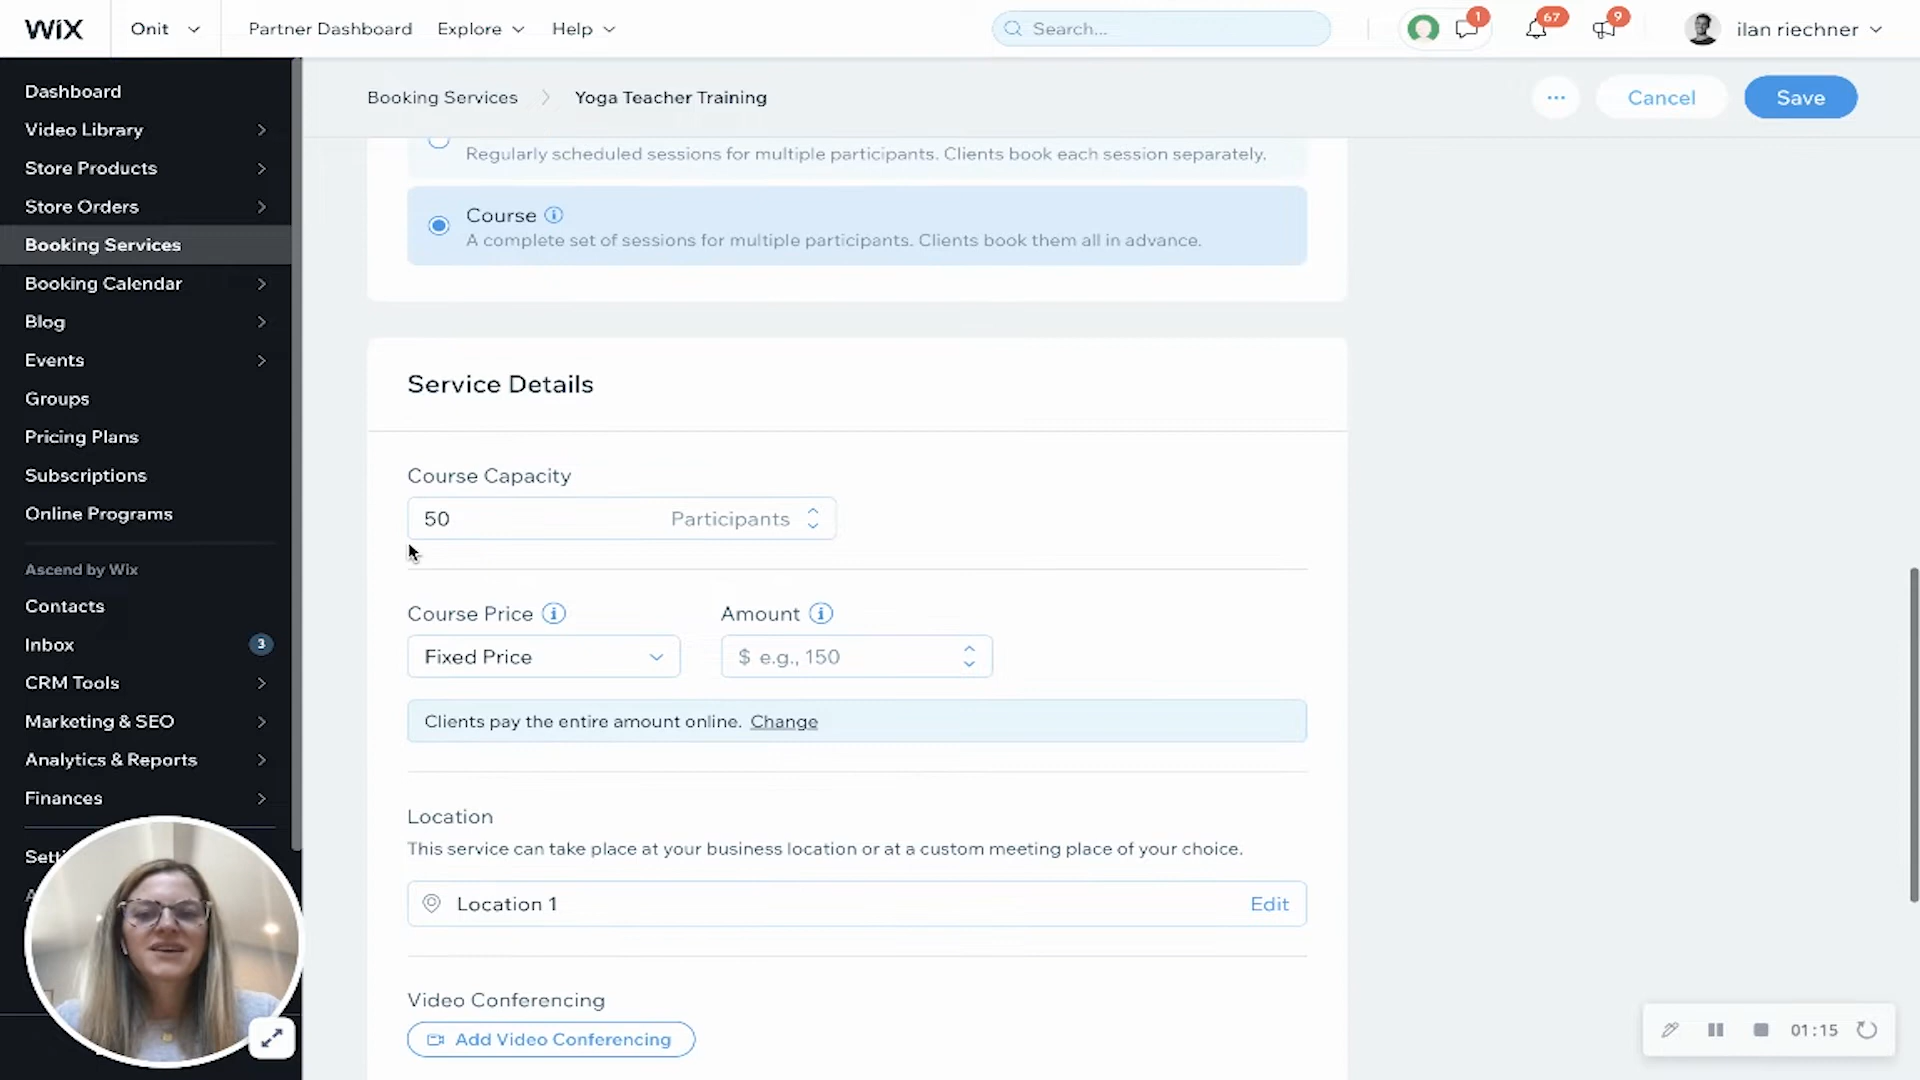 WIX
Onit
Partner Dashboard
Explore
Help
Search...
1
67
9
ilan riechner
Dashboard
Video Library
Store Products
Store Orders
Booking Services
Booking Calendar
Blog
Events
Groups
Pricing Plans
Subscriptions
Online Programs
Ascend by Wix
Contacts
Inbox 3
CRM Tools
Marketing & SEO
Analytics & Reports
Finances
Booking Services > Yoga Teacher Training
... Cancel Save
Regularly scheduled sessions for multiple participants. Clients book each session separately.
Course
A complete set of sessions for multiple participants. Clients book them all in advance.
Service Details
Course Capacity
50 Participants
Course Price Amount
Fixed Price $ e.g., 150
Clients pay the entire amount online. Change
Location
This service can take place at your business location or at a custom meeting place of your choice.
Location 1 Edit
Video Conferencing
Add Video Conferencing
01:15